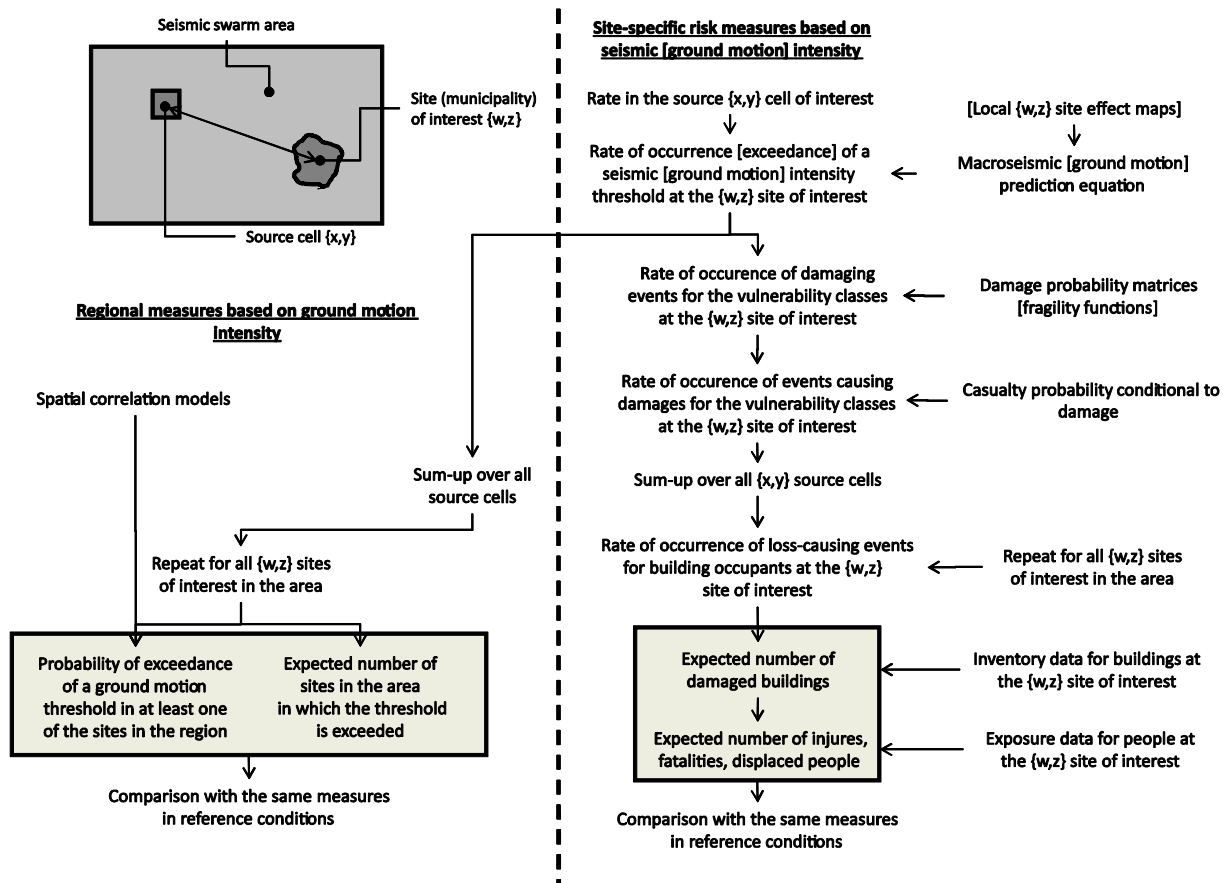 Seismic swarm area
Site (municipality)
of interest {w,z}
Source cell {x,y}
Regional measures based on ground motion
intensity
Spatial correlation models
Sum-up over all
source cells
Repeat for all {w,z} sites
of interest in the area
Probability of exceedance
of a ground motion
threshold in at least one
of the sites in the region
Expected number of
sites in the area
in which the threshold
is exceeded
Comparison with the same measures
in reference conditions
Site-specific risk measures based on
seismic [ground motion] intensity
Rate in the source {x,y} cell of interest
[Local {w,z} site effect maps]
Rate of occurrence [exceedance] of a
seismic [ground motion] intensity
threshold at the {w,z} site of interest
Macroseismic [ground motion]
prediction equation
Rate of occurence of damaging
events for the vulnerability classes
at the {w,z} site of interest
Damage probability matrices
[fragility functions]
Rate of occurence of events causing
damages for the vulnerability classes
at the {w,z} site of interest
Casualty probability conditional to
damage
Sum-up over all {x,y} source cells
Rate of occurrence of loss-causing events
for building occupants at the {w,z}
site of interest
Repeat for all {w,z} sites
of interest in the area
Expected number of
damaged buildings
Inventory data for buildings at
the {w,z} site of interest
Expected number of injures,
fatalities, displaced people
Exposure data for people at
the {w,z} site of interest
Comparison with the same measures
in reference conditions